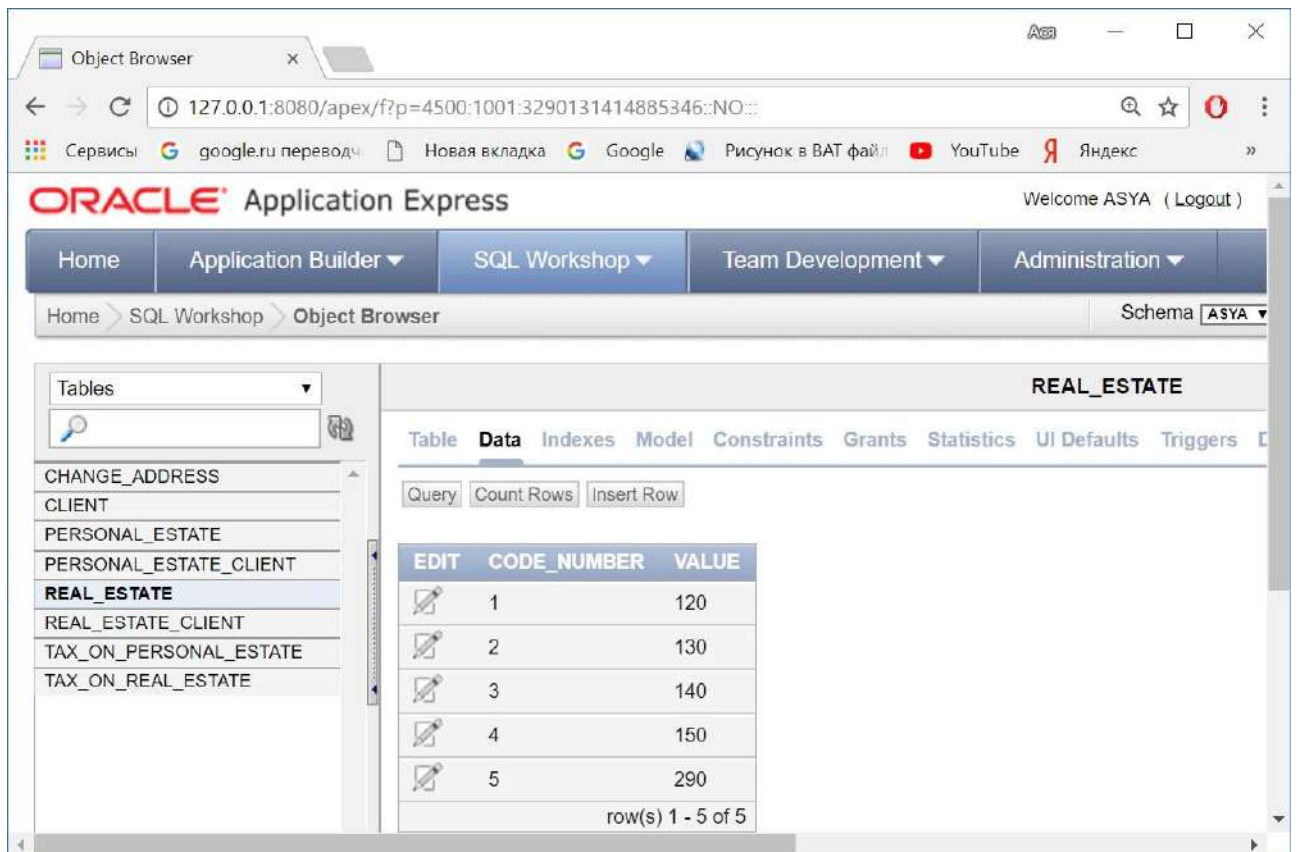 Ася
Object Browser
127.0.0.1:8080/apex/f?p=4500:1001:3290131414885346::NO:::
Сервисы google.ru переводч Новая вкладка Google Рисунок в BAT файл YouTube Яндекс »
ORACLE Application Express Welcome ASYA ( Logout )
Home Application Builder SQL Workshop Team Development Administration
Home SQL Workshop Object Browser Schema ASYA
Tables
REAL_ESTATE
Table Data Indexes Model Constraints Grants Statistics UI Defaults Triggers D
Query Count Rows Insert Row
CHANGE_ADDRESS
CLIENT
PERSONAL_ESTATE
PERSONAL_ESTATE_CLIENT
REAL_ESTATE
REAL_ESTATE_CLIENT
TAX_ON_PERSONAL_ESTATE
TAX_ON_REAL_ESTATE
EDIT CODE_NUMBER VALUE
1 120
2 130
3 140
4 150
5 290
row(s) 1 - 5 of 5